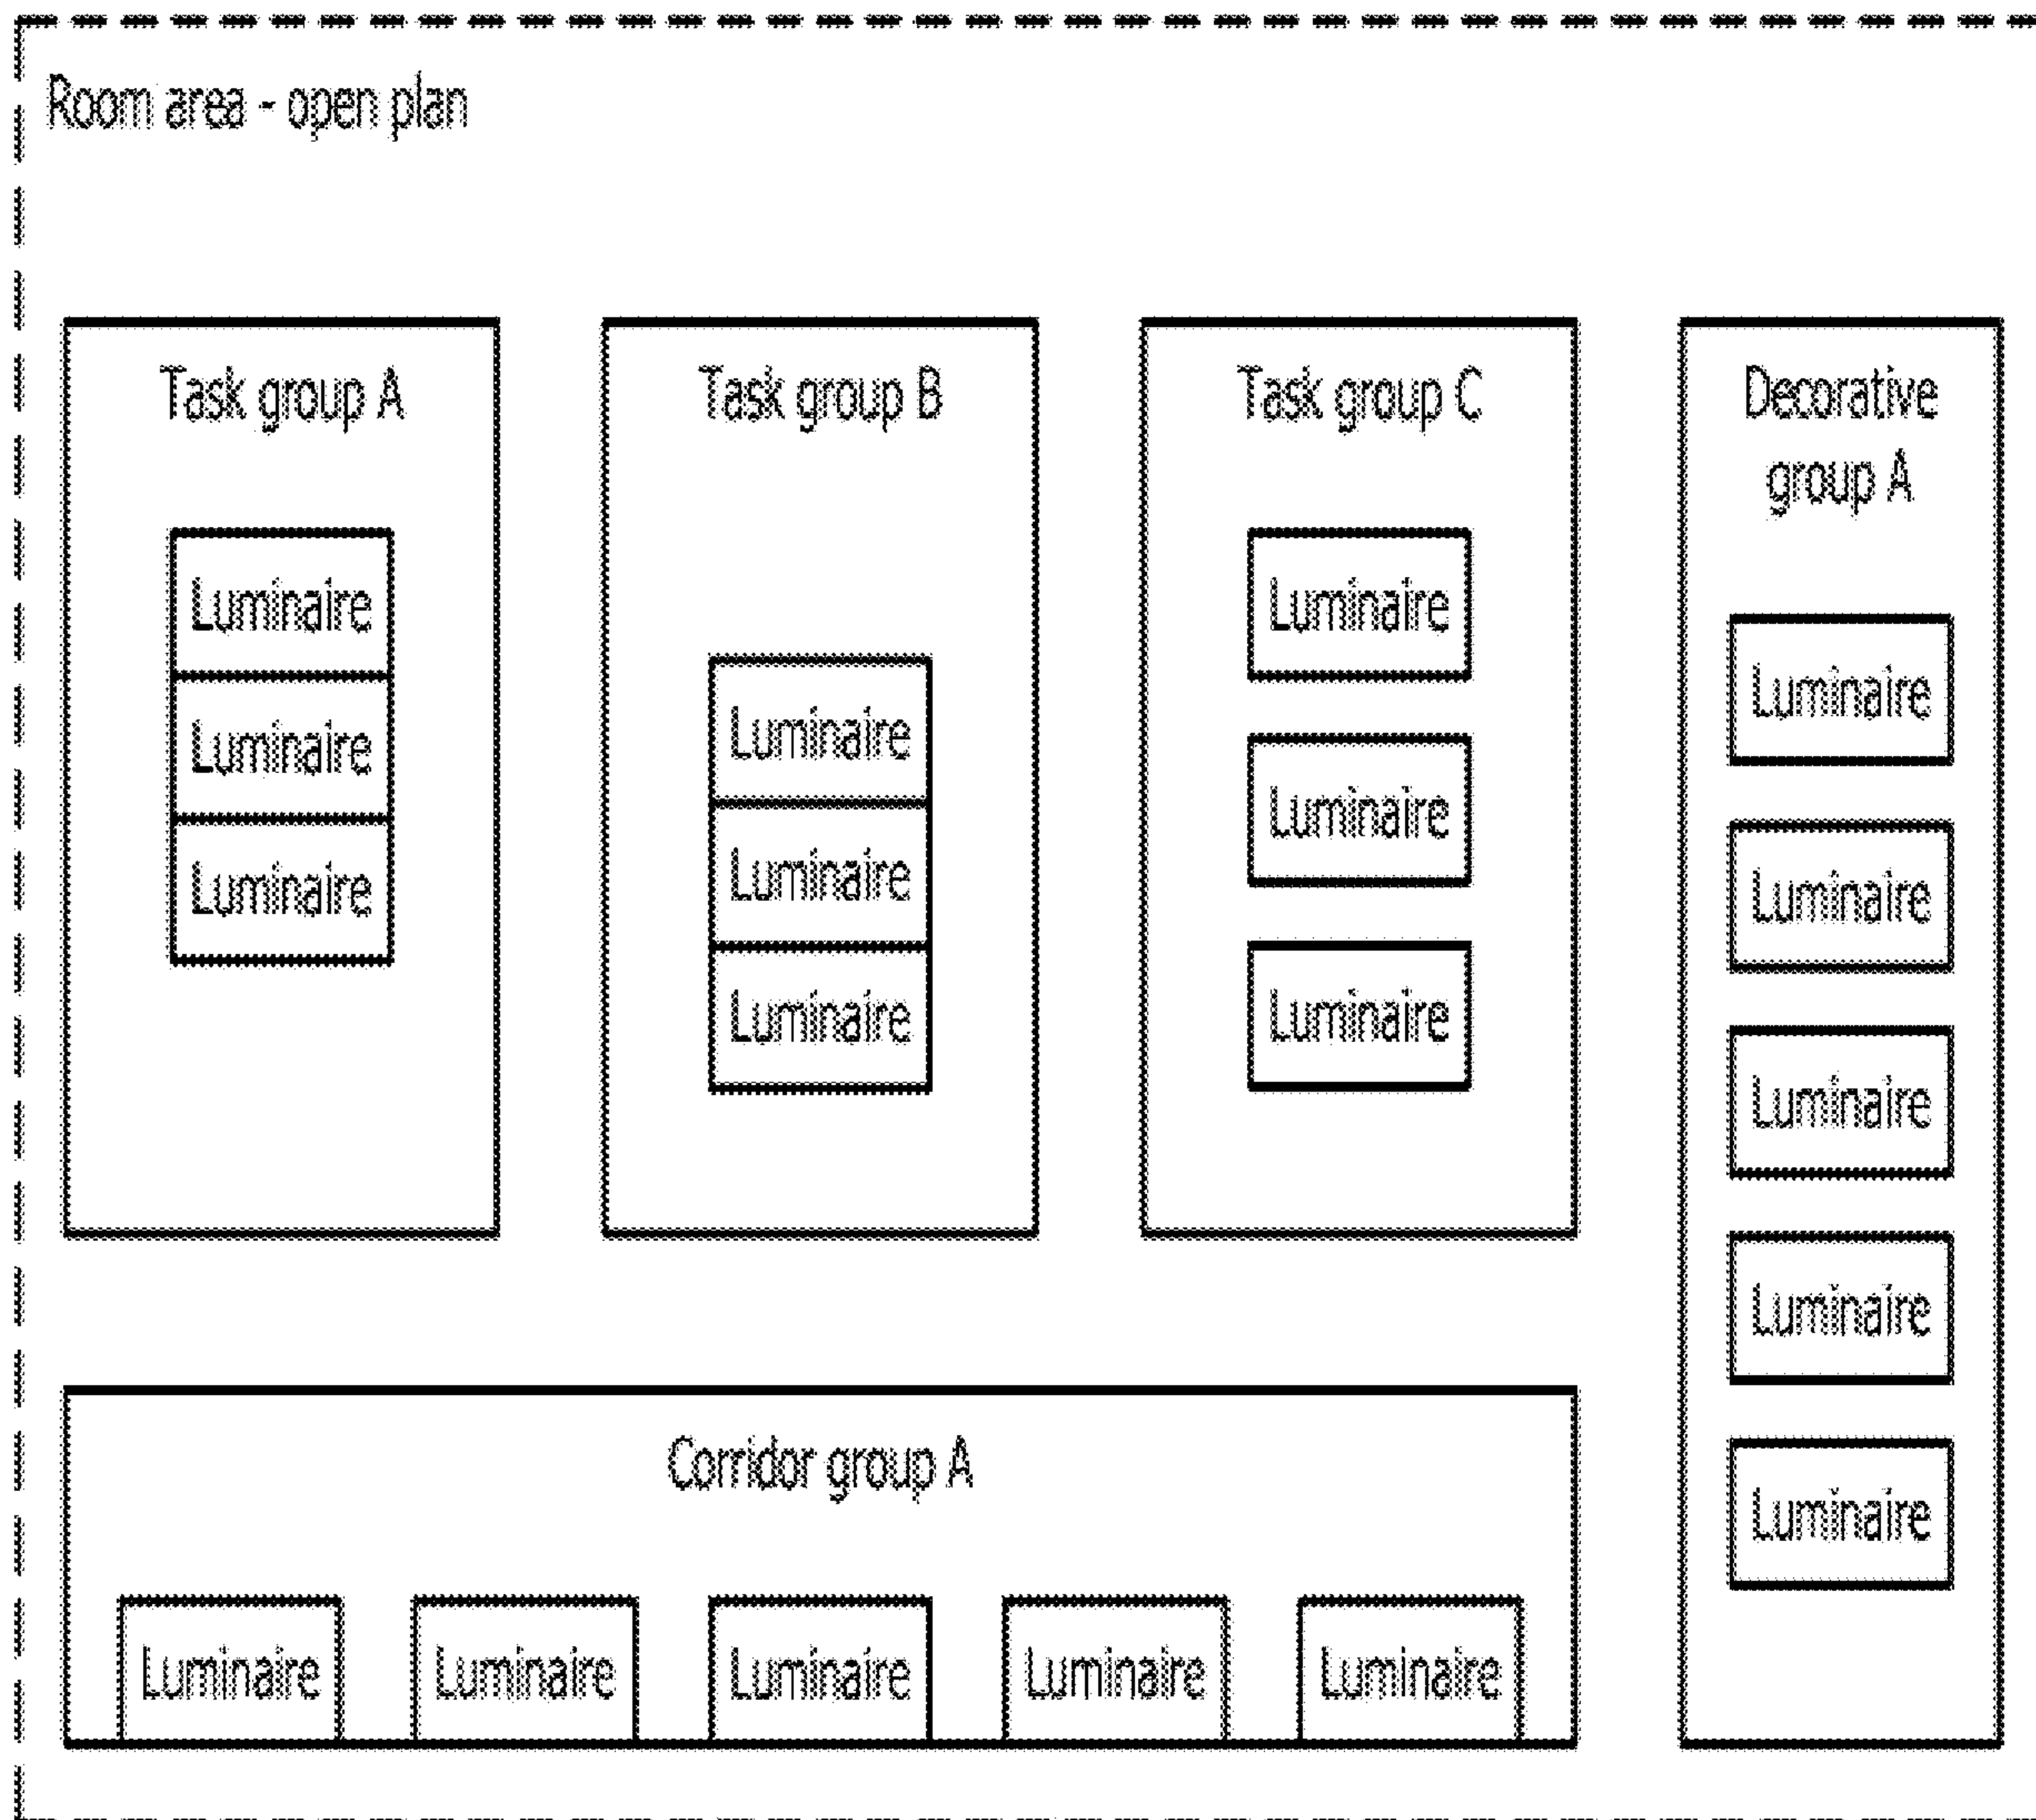 Room area - open plan
Task group A
Luminaire
Luminaire
Luminaire
Task group B
Luminaire
Luminaire
Luminaire
Task group C
Luminaire
Luminaire
Luminaire
Decorative
group A
Luminaire
Luminaire
Luminaire
Luminaire
Luminaire
Corridor group A
Luminaire
Luminaire
Luminaire
Luminaire
Luminaire